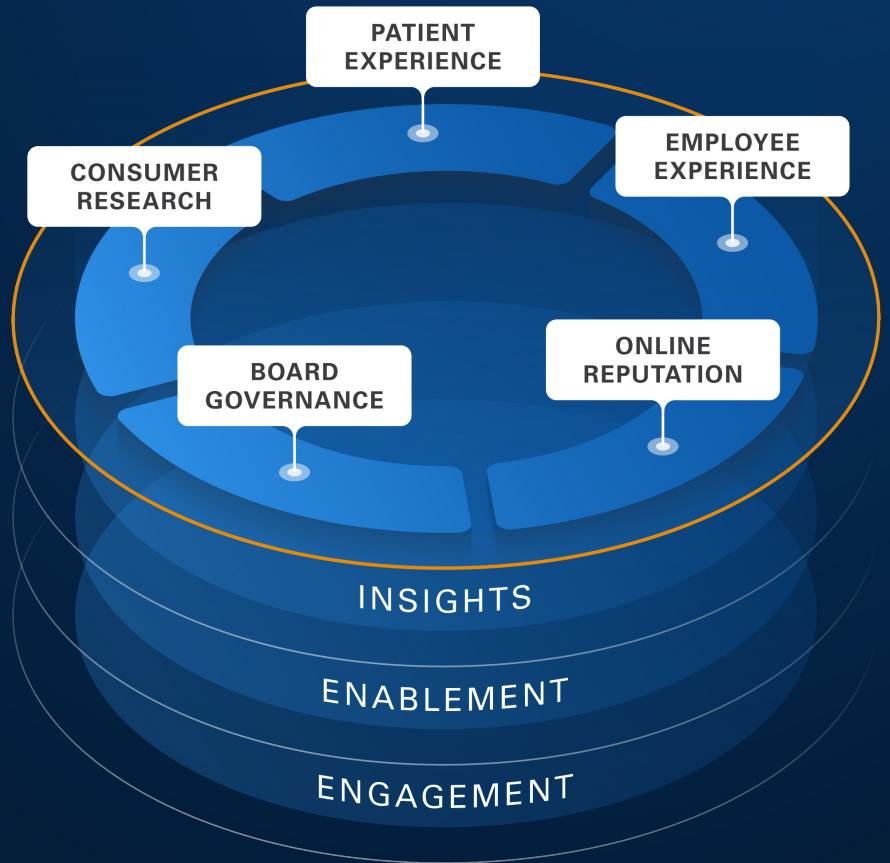 PATIENT
EXPERIENCE
EMPLOYEE
EXPERIENCE
CONSUMER
RESEARCH
ONLINE
REPUTATION
BOARD
GOVERNANCE
INSIGHTS
ENABLEMENT
ENGAGEMENT